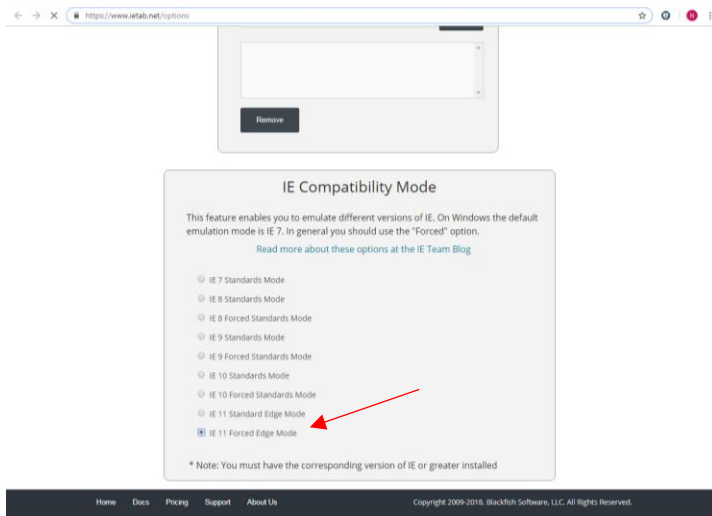 https://www.ietab.net/options
N
Remove
IE Compatibility Mode
This feature enables you to emulate different versions of IE. On Windows the default
emulation mode is IE 7. In general you should use the "Forced" option.
Read more about these options at the IE Team Blog
IE 7 Standards Mode
IE 8 Standards Mode
IE 8 Forced Standards Mode
IE 9 Standards Mode
IE 9 Forced Standards Mode
IE 10 Standards Mode
IE 10 Forced Standards Mode
IE 11 Standard Edge Mode
IE 11 Forced Edge Mode
* Note: You must have the corresponding version of IE or greater installed
Home Docs Pricing Support About Us Copyright 2009-2018. Blackfish Software, LLC. All Rights Reserved.